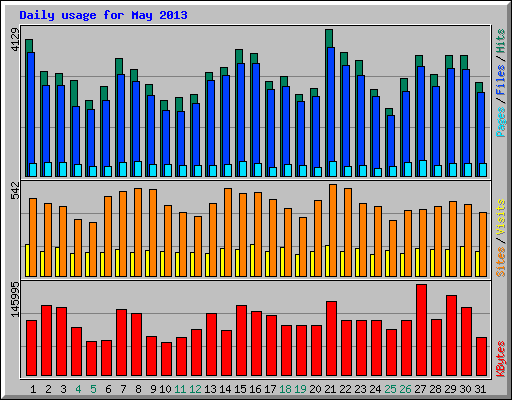 Daily usage for May 2013
4129
Pages / Files / Hits
542
Sites / Visits
145995
KBytes
1 2 3 4 5 6 7 8 9 10 11 12 13 14 15 16 17 18 19 20 21 22 23 24 25 26 27 28 29 30 31